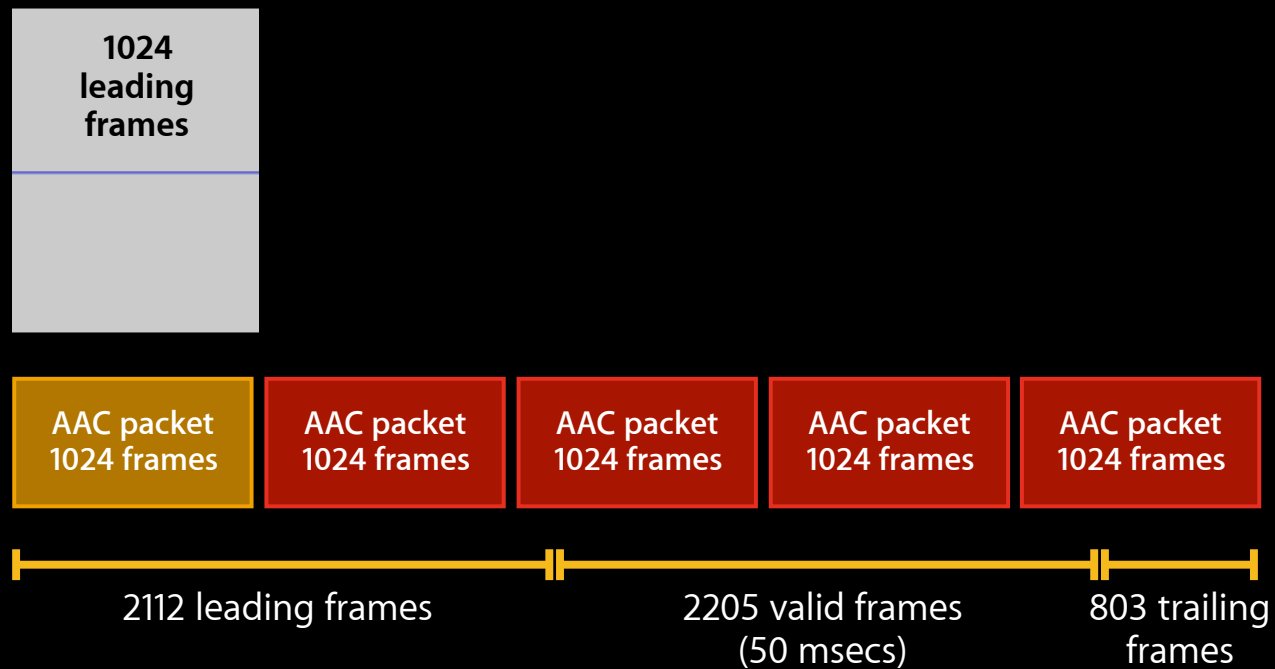 1024
leading
frames
AAC packet
1024 frames
AAC packet
1024 frames
AAC packet
1024 frames
AAC packet
1024 frames
AAC packet
1024 frames
2112 leading frames
2205 valid frames
(50 msecs)
803 trailing
frames